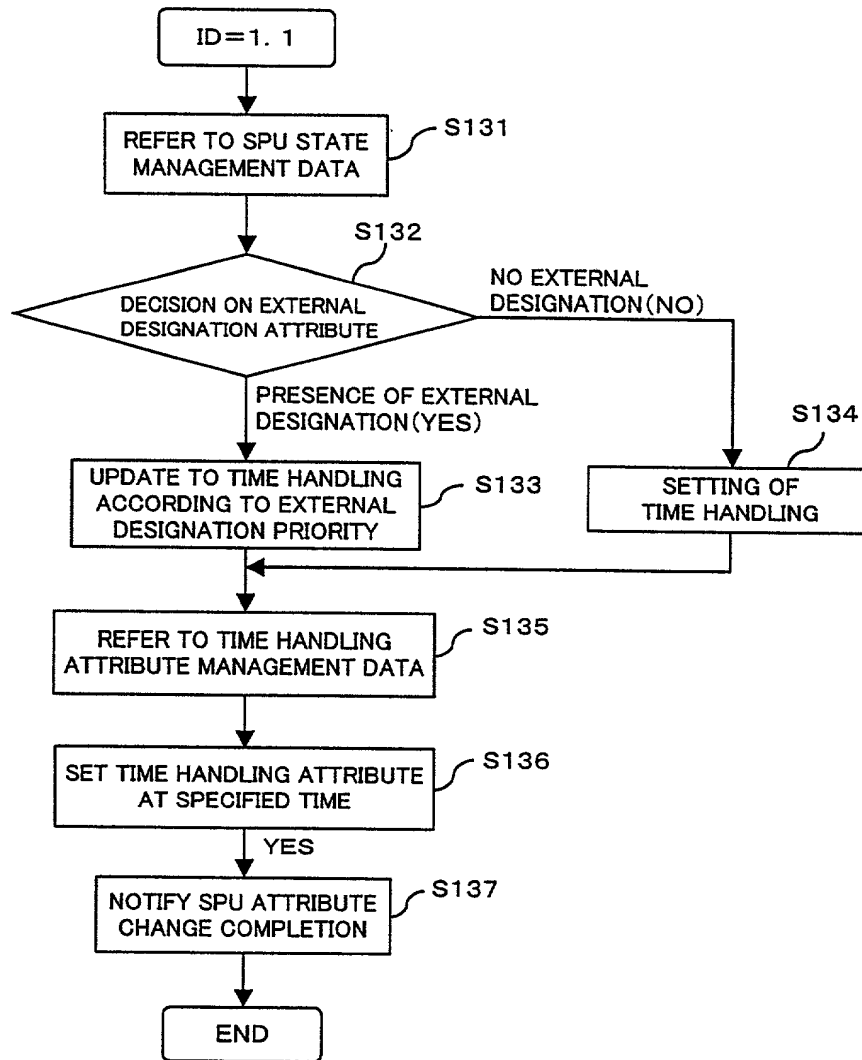 ID=1. 1
REFER TO SPU STATE
MANAGEMENT DATA
S131
S132
DECISION ON EXTERNAL
DESIGNATION ATTRIBUTE
NO EXTERNAL
DESIGNATION(NO)
PRESENCE OF EXTERNAL
DESIGNATION(YES)
UPDATE TO TIME HANDLING
ACCORDING TO EXTERNAL
DESIGNATION PRIORITY
S133
S134
SETTING OF
TIME HANDLING
REFER TO TIME HANDLING
ATTRIBUTE MANAGEMENT DATA
S135
SET TIME HANDLING ATTRIBUTE
AT SPECIFIED TIME
S136
YES
NOTIFY SPU ATTRIBUTE
CHANGE COMPLETION
S137
END